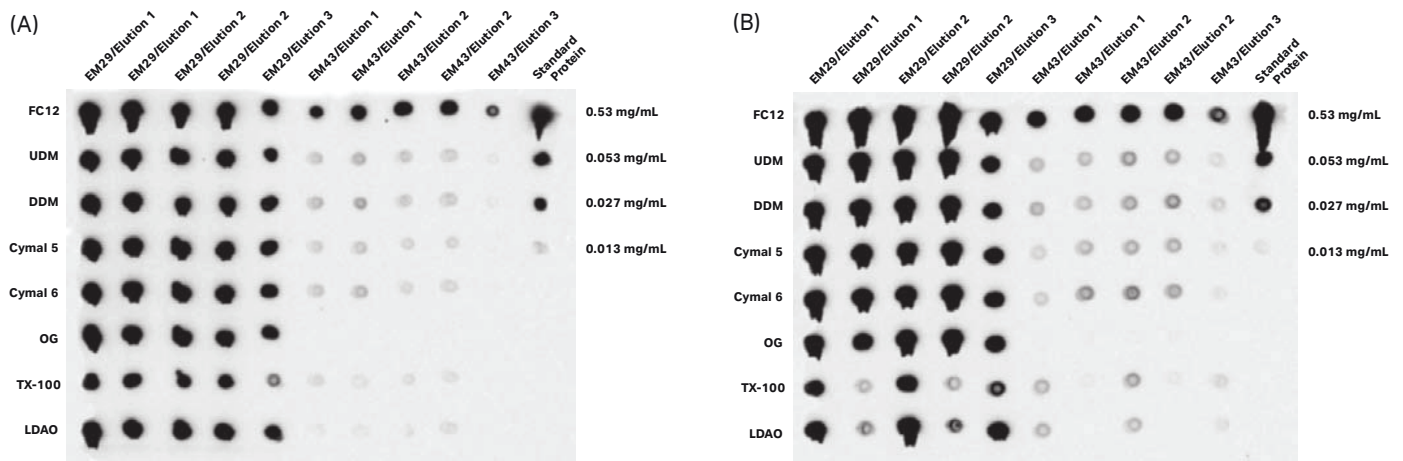 (A)
EM29/Elution 1
EM29/Elution 1
EM29/Elution 2
EM29/Elution 2
EM29/Elution 3
EM43/Elution 1
EM43/Elution 1
EM43/Elution 2
EM43/Elution 2
EM43/Elution 3
Standard
Protein
FC12
0.53 mg/mL
UDM
0.053 mg/mL
DDM
0.027 mg/mL
Cymal 5
0.013 mg/mL
Cymal 6
OG
TX-100
LDAO
(B)
EM29/Elution 1
EM29/Elution 1
EM29/Elution 2
EM29/Elution 2
EM29/Elution 3
EM43/Elution 1
EM43/Elution 1
EM43/Elution 2
EM43/Elution 2
EM43/Elution 3
Standard
Protein
FC12
0.53 mg/mL
UDM
0.053 mg/mL
DDM
0.027 mg/mL
Cymal 5
0.013 mg/mL
Cymal 6
OG
TX-100
LDAO